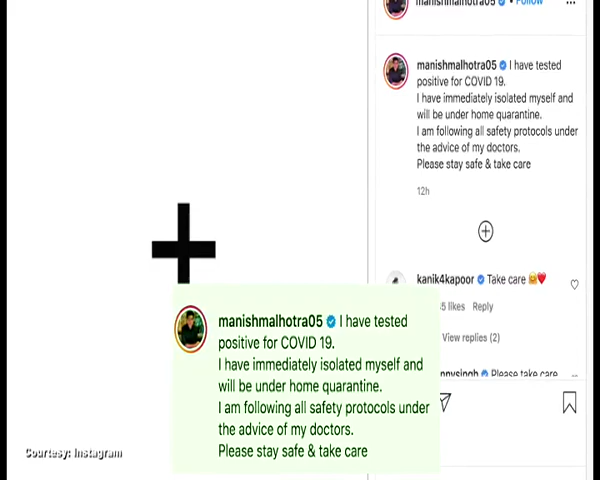 manishmalhotra05 • Follow
manishmalhotra05 I have tested
positive for COVID 19.
I have immediately isolated myself and
will be under home quarantine.
I am following all safety protocols under
the advice of my doctors.
Please stay safe & take care
12h
kanik4kapoor Take care
5 likes Reply
View replies (2)
Please take care
manishmalhotra05 I have tested
positive for COVID 19.
I have immediately isolated myself and
will be under home quarantine.
I am following all safety protocols under
the advice of my doctors.
Please stay safe & take care
Courtesy: Instagram